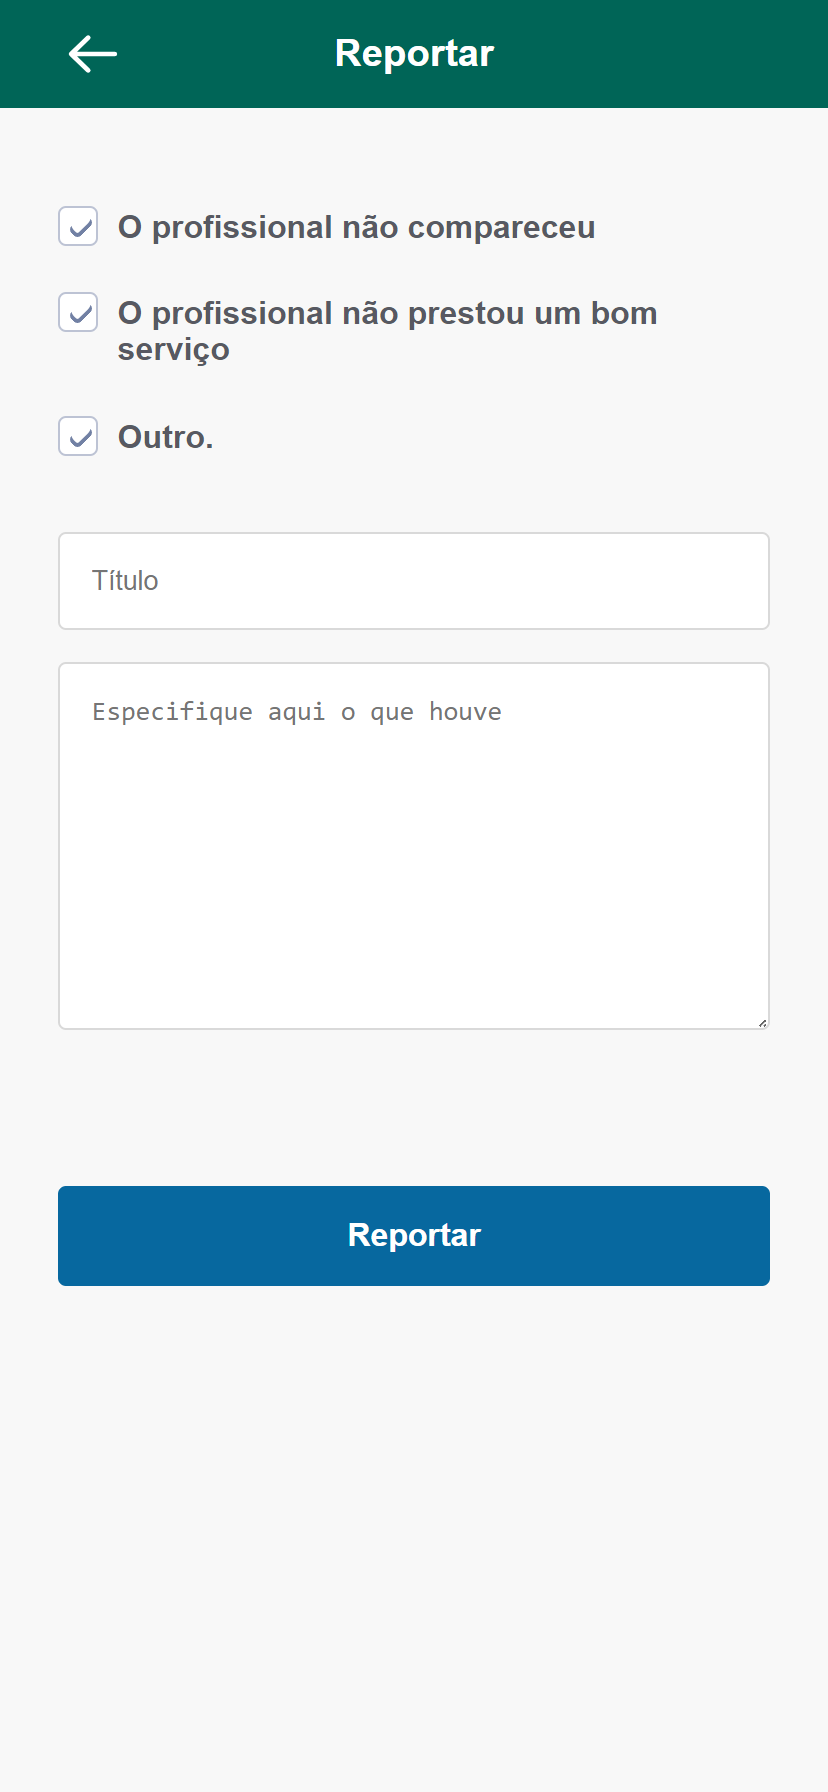 Reportar
O profissional não compareceu
O profissional não prestou um bom
serviço
Outro.
Título
Especifique aqui o que houve
Reportar